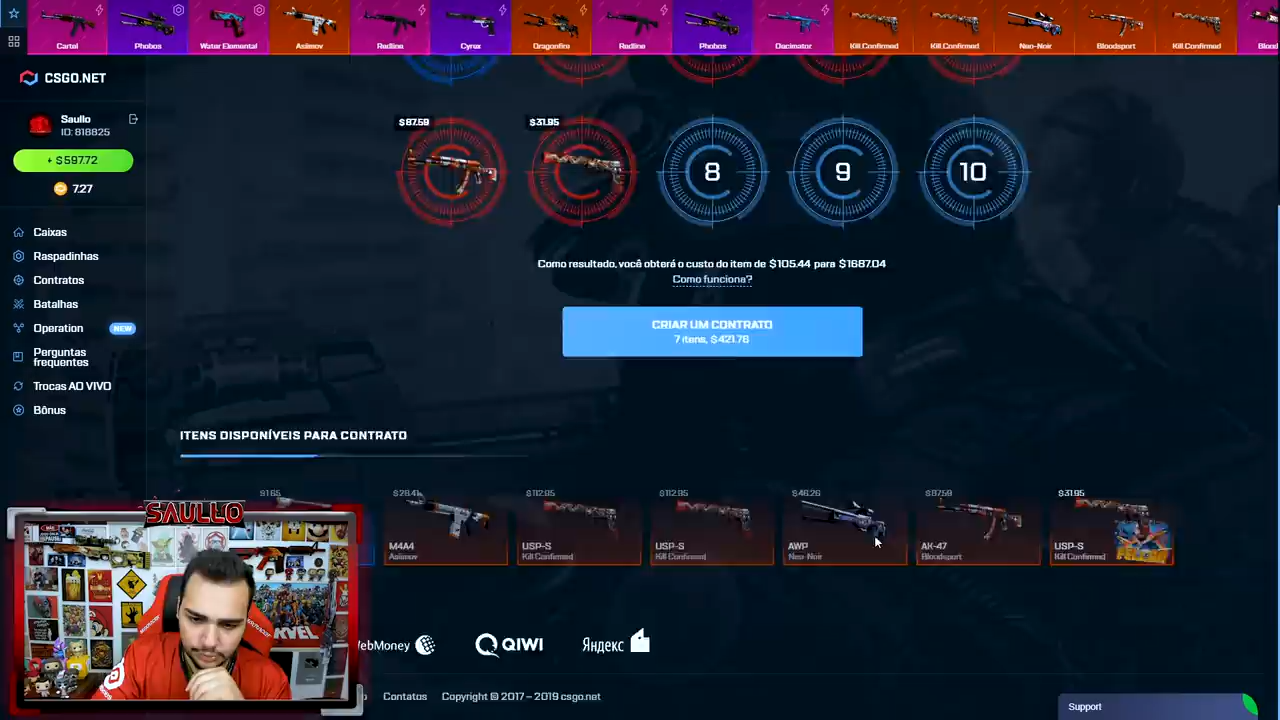 Cartel
Phobos
Water Elemental
Asiimov
Redline
Cyrex
Dragonfire
Redline
Phobos
Decimator
Kill Confirmed
Kill Confirmed
Neo-Noir
Bloodsport
Kill Confirmed
CSGO.NET
Saullo
ID: 818825
+ $597.72
727
Caixas
Raspadinhas
Contratos
Batalhas
Operation NEW
Perguntas
frequentes
Trocas AO VIVO
Bônus
$87.59
$31.95
8
9
10
Como resultado, você obterá o custo do item de $105.44 para $1687.04
Como funciona?
CRIAR UM CONTRATO
7 itens, $421.76
ITENS DISPONÍVEIS PARA CONTRATO
$1.65
$28.41
M4A4
Asiimov
$112.95
USP-S
Kill Confirmed
$112.95
USP-S
Kill Confirmed
$46.26
AWP
Neo-Noir
$87.59
AK-47
Bloodsport
$31.95
USP-S
Kill Confirmed
SAULLO
WebMoney
QIWI
Яндекс
Contatos
Copyright © 2017 – 2019 csgo.net
Support